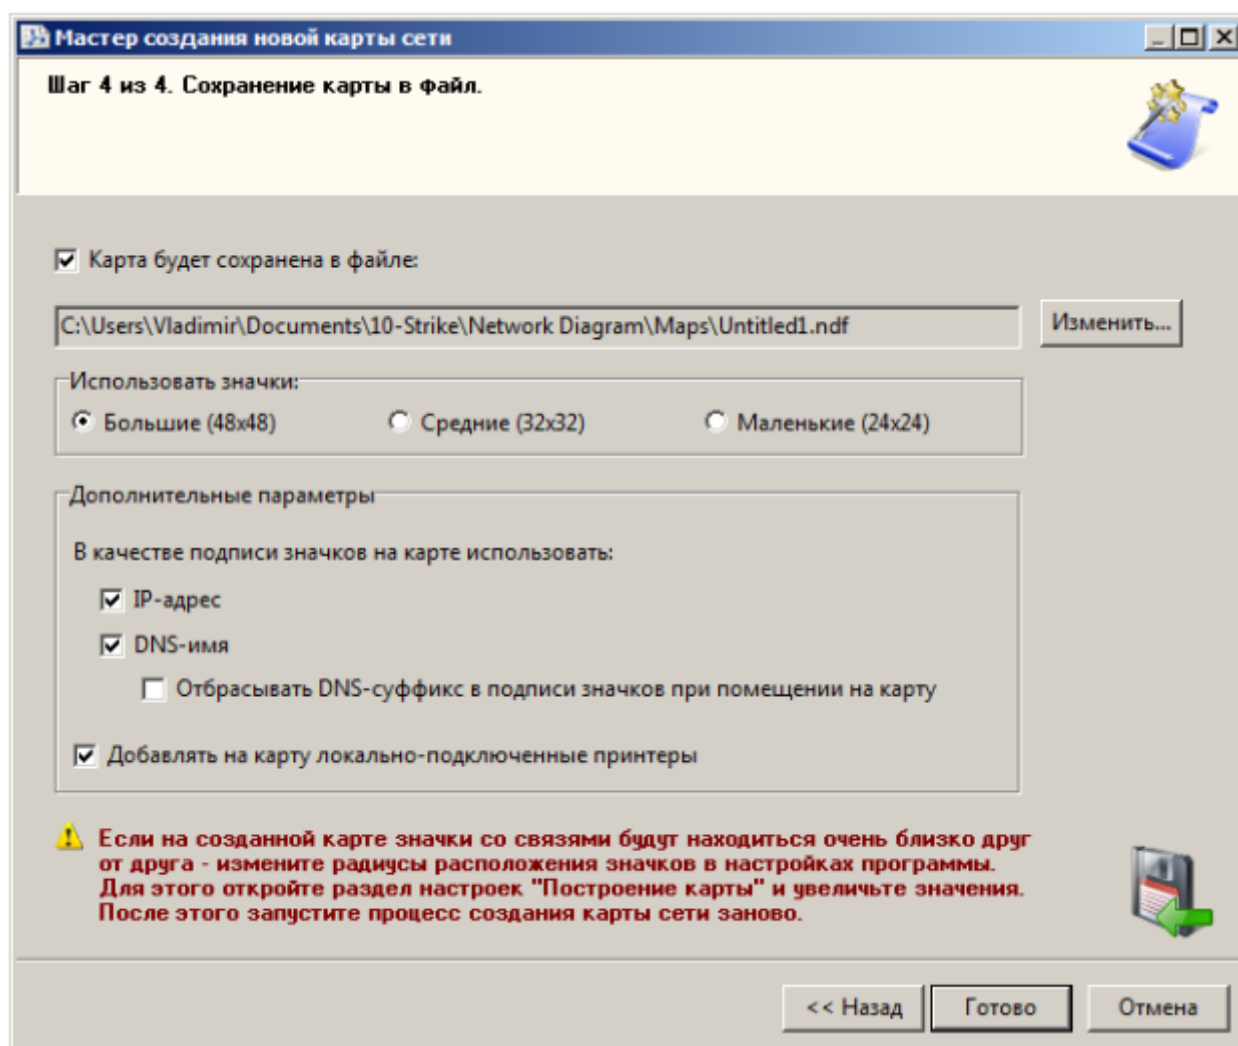 Мастер создания новой карты сети
Шаг 4 из 4. Сохранение карты в файл.
Карта будет сохранена в файле:
C:\Users\Vladimir\Documents\10-Strike\Network Diagram\Maps\Untitled1.ndf
Изменить...
Использовать значки:
Большие (48x48)
Средние (32x32)
Маленькие (24x24)
Дополнительные параметры
В качестве подписи значков на карте использовать:
IP-адрес
DNS-имя
Отбрасывать DNS-суффикс в подписи значков при помещении на карту
Добавлять на карту локально-подключенные принтеры
Если на созданной карте значки со связями будут находиться очень близко друг
от друга - измените радиусы расположения значков в настройках программы.
Для этого откройте раздел настроек "Построение карты" и увеличьте значения.
После этого запустите процесс создания карты сети заново.
<< Назад
Готово
Отмена